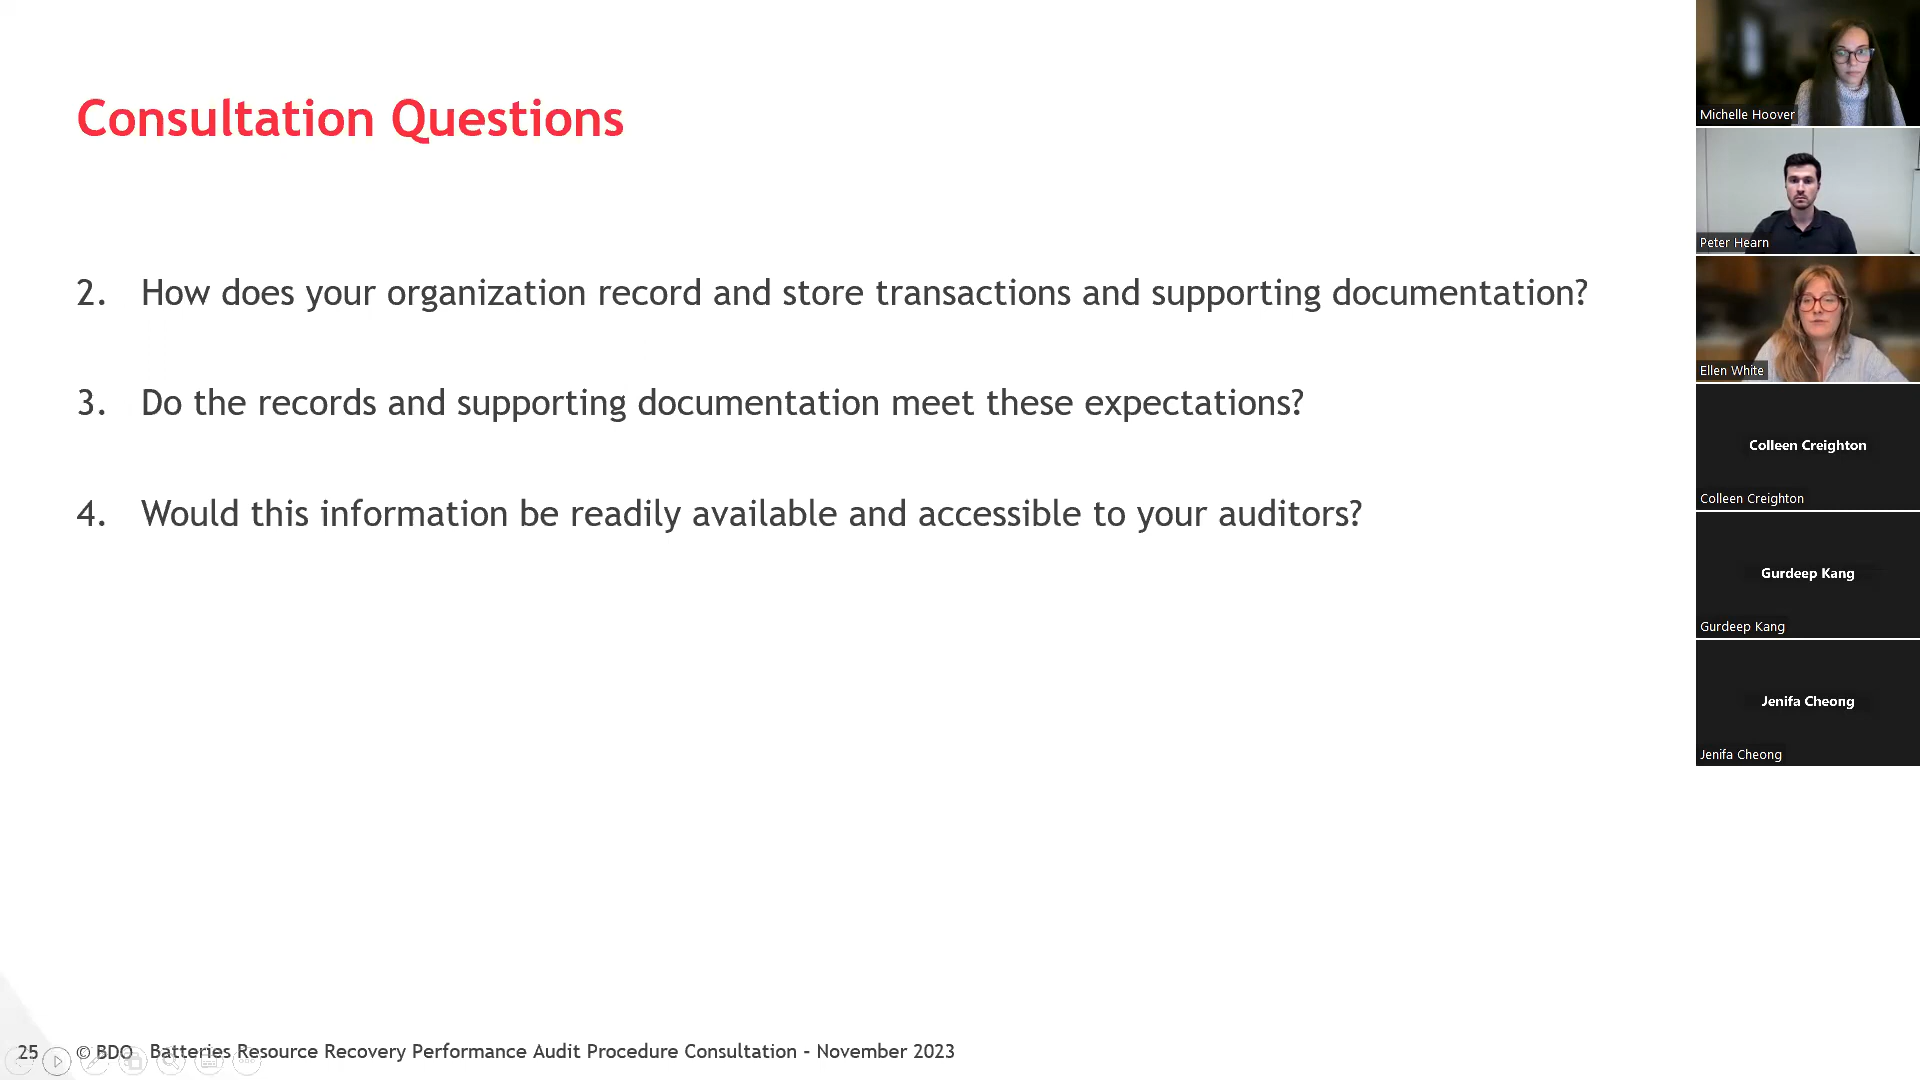 Consultation Questions
2. How does your organization record and store transactions and supporting documentation?
3. Do the records and supporting documentation meet these expectations?
4. Would this information be readily available and accessible to your auditors?
25 © BDO Batteries Resource Recovery Performance Audit Procedure Consultation - November 2023
Michelle Hoover
Peter Hearn
Ellen White
Colleen Creighton
Colleen Creighton
Gurdeep Kang
Gurdeep Kang
Jenifa Cheong
Jenifa Cheong